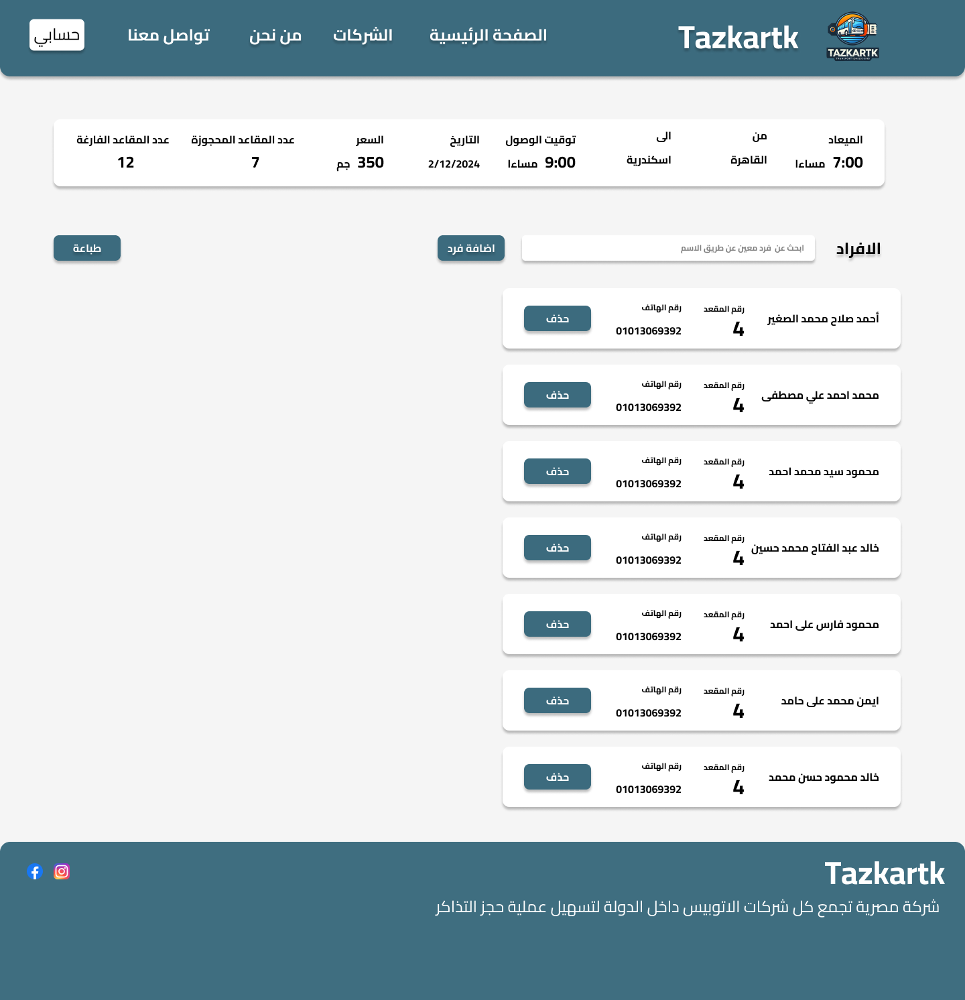 TAZKARTK
TRANSPORTION BOOKING
Tazkartk
الصفحة الرئيسية
الشركات
من نحن
تواصل معنا
حسابي
الميعاد
7:00 مساءا
من
القاهرة
الى
اسكندرية
توقيت الوصول
9:00 مساءا
التاريخ
2/12/2024
السعر
350 جم
عدد المقاعد المحجوزة
7
عدد المقاعد الفارغة
12
الافراد
ابحث عن فرد معين عن طريق الاسم
اضافة فرد
طباعة
أحمد صلاح محمد الصغير
رقم المقعد
4
رقم الهاتف
01013069392
حذف
محمد احمد علي مصطفى
رقم المقعد
4
رقم الهاتف
01013069392
حذف
محمود سيد محمد احمد
رقم المقعد
4
رقم الهاتف
01013069392
حذف
خالد عبد الفتاح محمد حسين
رقم المقعد
4
رقم الهاتف
01013069392
حذف
محمود فارس على احمد
رقم المقعد
4
رقم الهاتف
01013069392
حذف
ايمن محمد على حامد
رقم المقعد
4
رقم الهاتف
01013069392
حذف
خالد محمود حسن محمد
رقم المقعد
4
رقم الهاتف
01013069392
حذف
Tazkartk
شركة مصرية تجمع كل شركات الاتوبيس داخل الدولة لتسهيل عملية حجز التذاكر